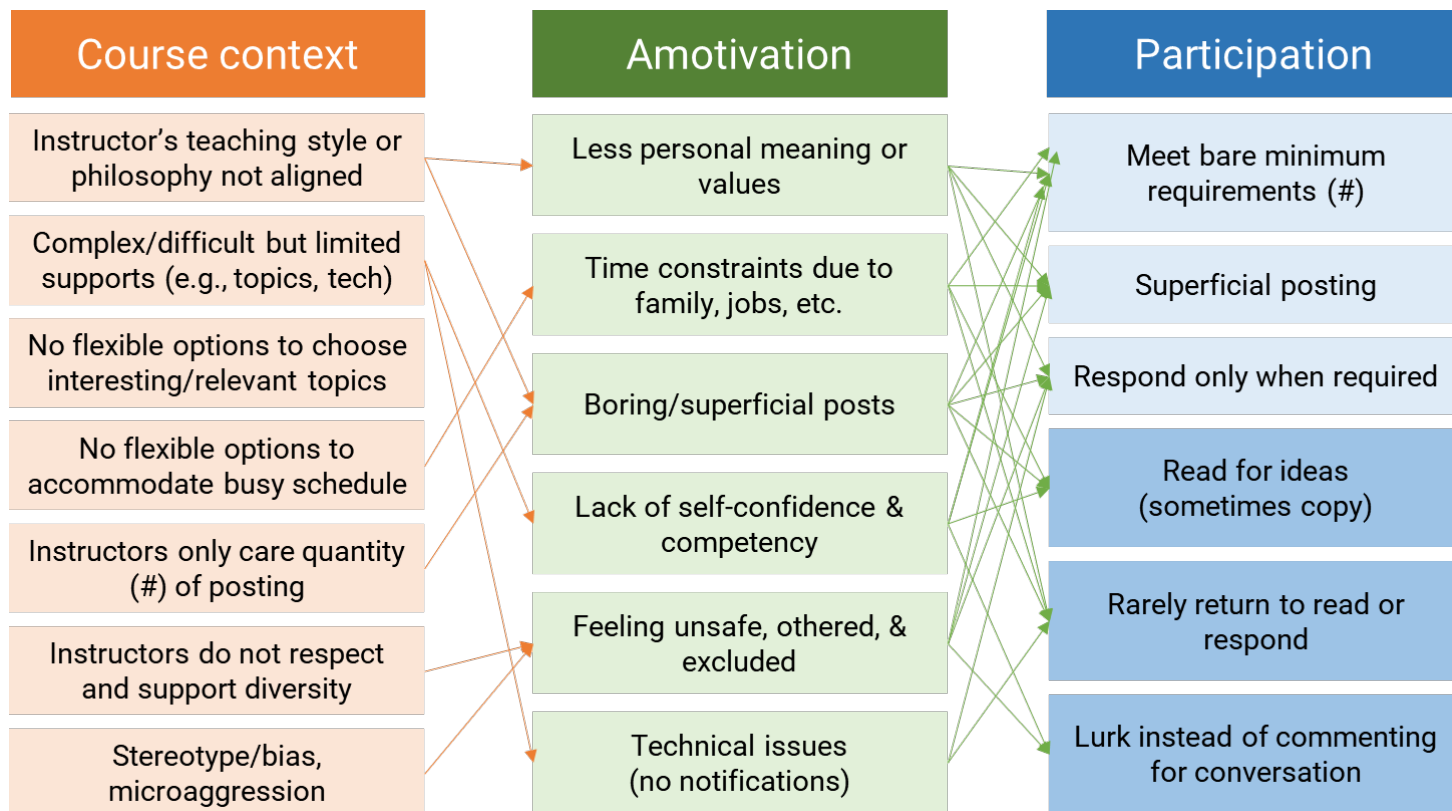 Course context
Instructor's teaching style or
philosophy not aligned
Complex/difficult but limited
supports (e.g., topics, tech)
No flexible options to choose
interesting/relevant topics
No flexible options to
accommodate busy schedule
Instructors only care quantity
(#) of posting
Instructors do not respect
and support diversity
Stereotype/bias,
microaggression
Amotivation
Less personal meaning or
values
Time constraints due to
family, jobs, etc.
Boring/superficial posts
Lack of self-confidence &
competency
Feeling unsafe, othered, &
excluded
Technical issues
(no notifications)
Participation
Meet bare minimum
requirements (#)
Superficial posting
Respond only when required
Read for ideas
(sometimes copy)
Rarely return to read or
respond
Lurk instead of commenting
for conversation